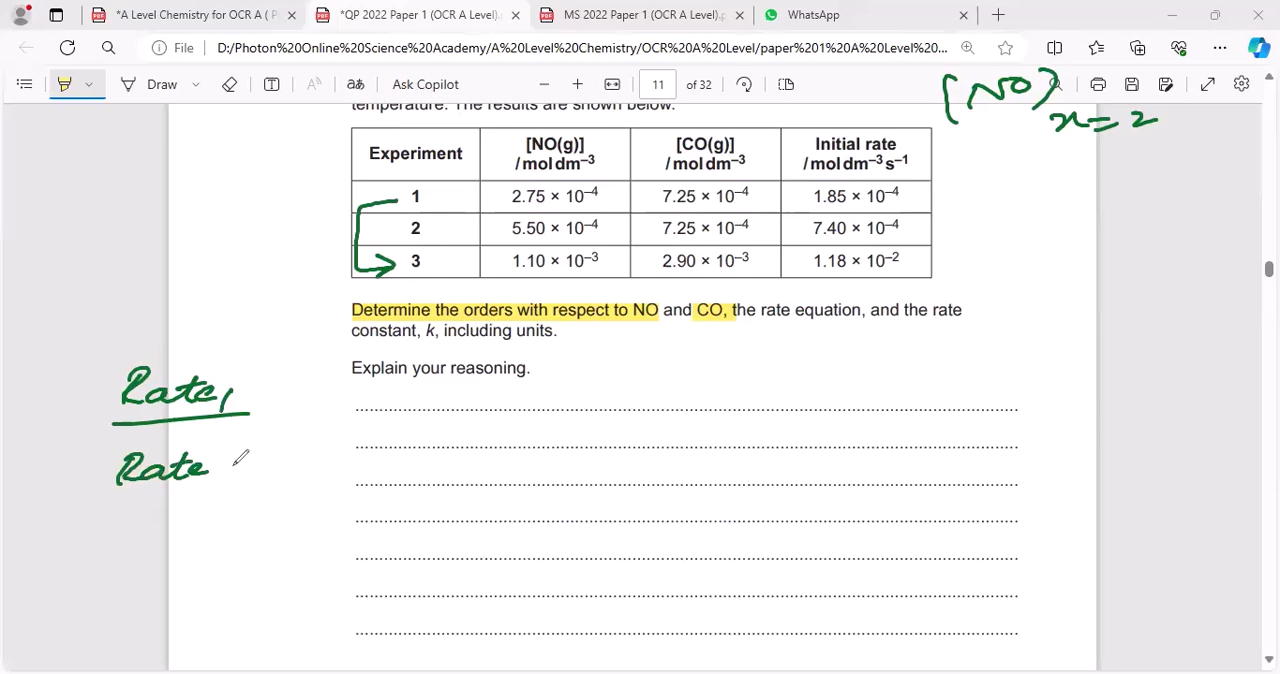 *A Level Chemistry for OCR A ( P
*QP 2022 Paper 1 (OCR A Level).
MS 2022 Paper 1 (OCR A Level).p
WhatsApp
File D:/Photon%20Online%20Science%20Academy/A%20Level%20Chemistry/OCR%20A%20Level/paper%201%20A%20Level%20...
Draw
aあ
Ask Copilot
11 of 32
[NO]
x = 2
temperature. The results are shown below.
Experiment [NO(g)] / mol dm⁻³ [CO(g)] / mol dm⁻³ Initial rate / mol dm⁻³ s⁻¹
1 2.75 × 10⁻⁴ 7.25 × 10⁻⁴ 1.85 × 10⁻⁴
2 5.50 × 10⁻⁴ 7.25 × 10⁻⁴ 7.40 × 10⁻⁴
3 1.10 × 10⁻³ 2.90 × 10⁻³ 1.18 × 10⁻²
Determine the orders with respect to NO and CO, the rate equation, and the rate
constant, k, including units.
Explain your reasoning.
Rate₁
Rate